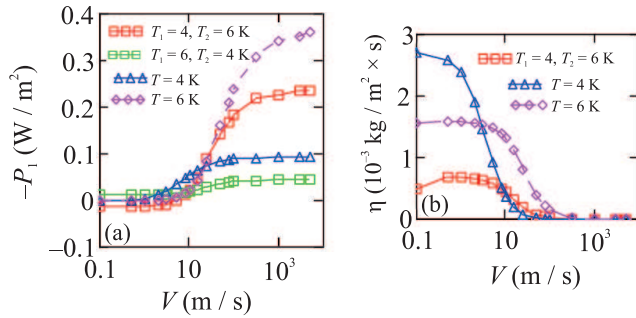 T₁ = 4, T₂ = 6 K
T₁ = 6, T₂ = 4 K
T = 4 K
T = 6 K
−P₁ (W / m²)
0.4
0.3
0.2
0.1
0
−0.1
(a)
0.1
10
10³
V (m / s)
T₁ = 4, T₂ = 6 K
T = 4 K
T = 6 K
η (10⁻³ kg / m² × s)
3
2
1
0
(b)
0.1
10
10³
V (m / s)